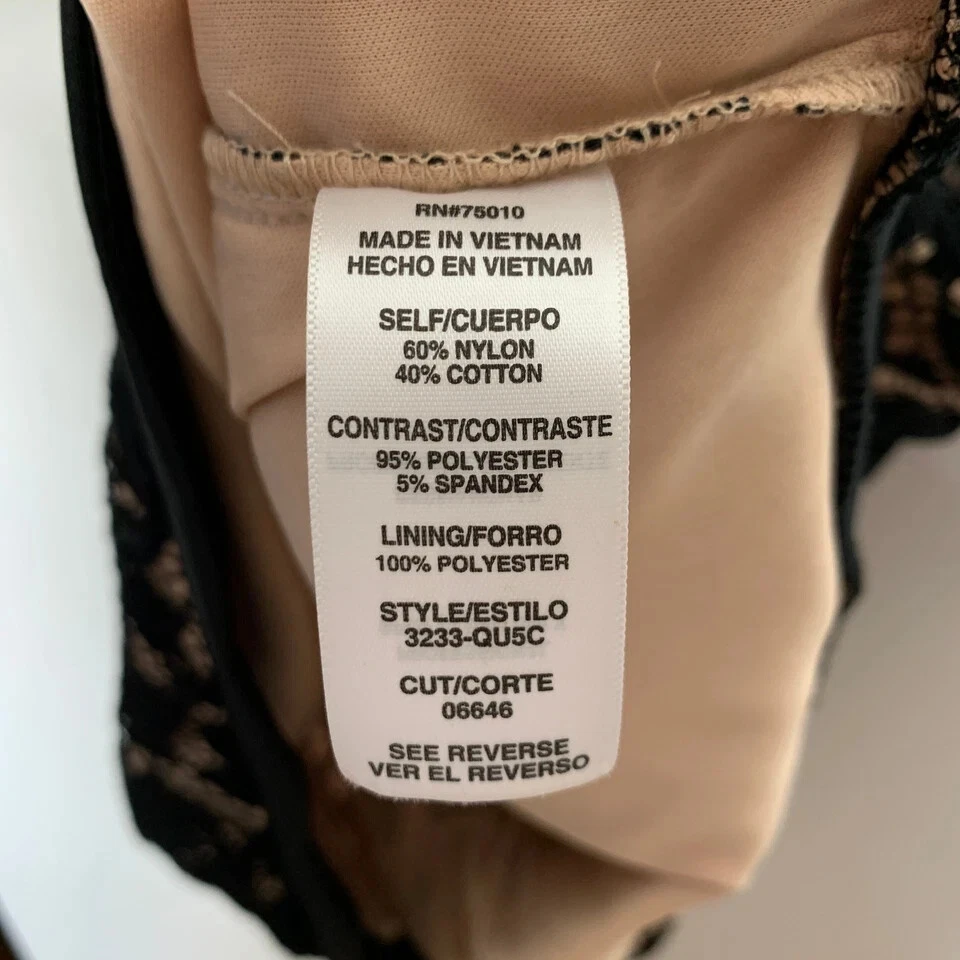 RN#75010
MADE IN VIETNAM
HECHO EN VIETNAM
SELF/CUERPO
60% NYLON
40% COTTON
CONTRAST/CONTRASTE
95% POLYESTER
5% SPANDEX
LINING/FORRO
100% POLYESTER
STYLE/ESTILO
3233-QU5C
CUT/CORTE
06646
SEE REVERSE
VER EL REVERSO